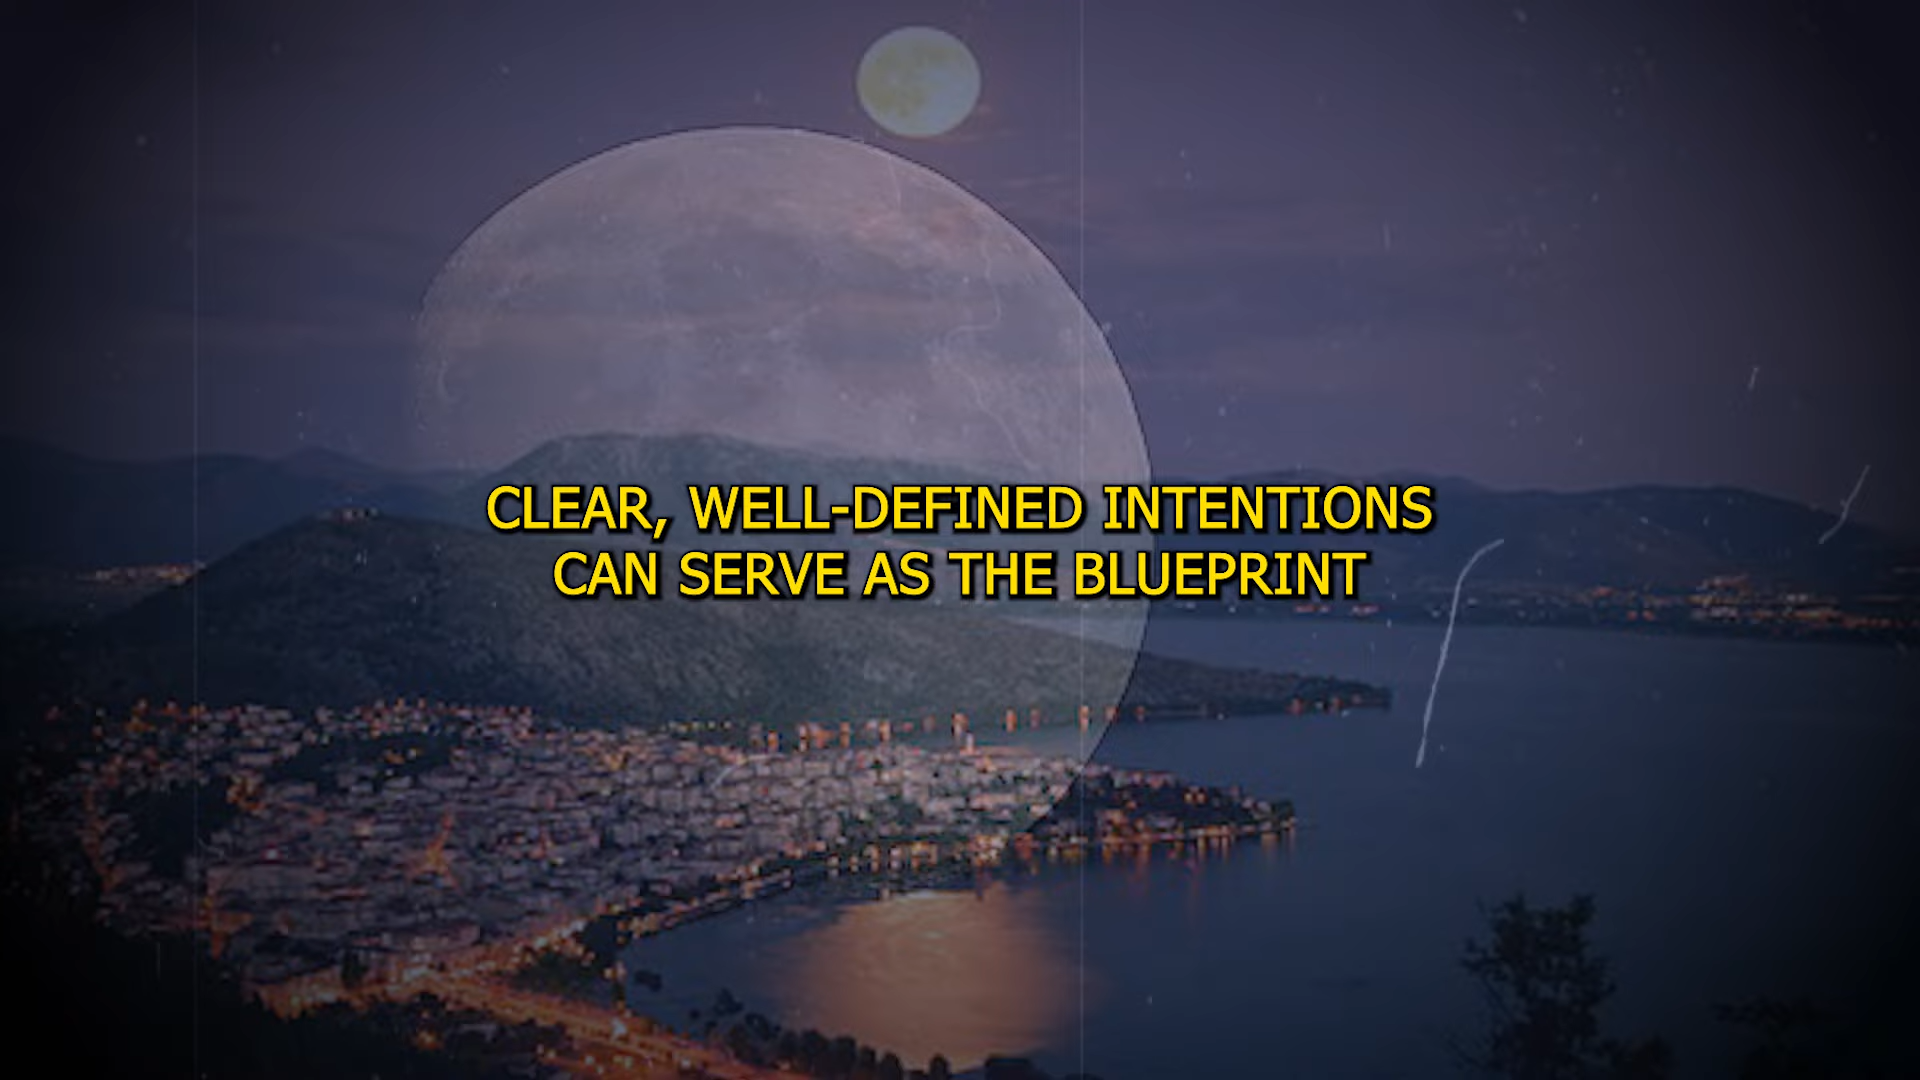 CLEAR, WELL-DEFINED INTENTIONS
CAN SERVE AS THE BLUEPRINT